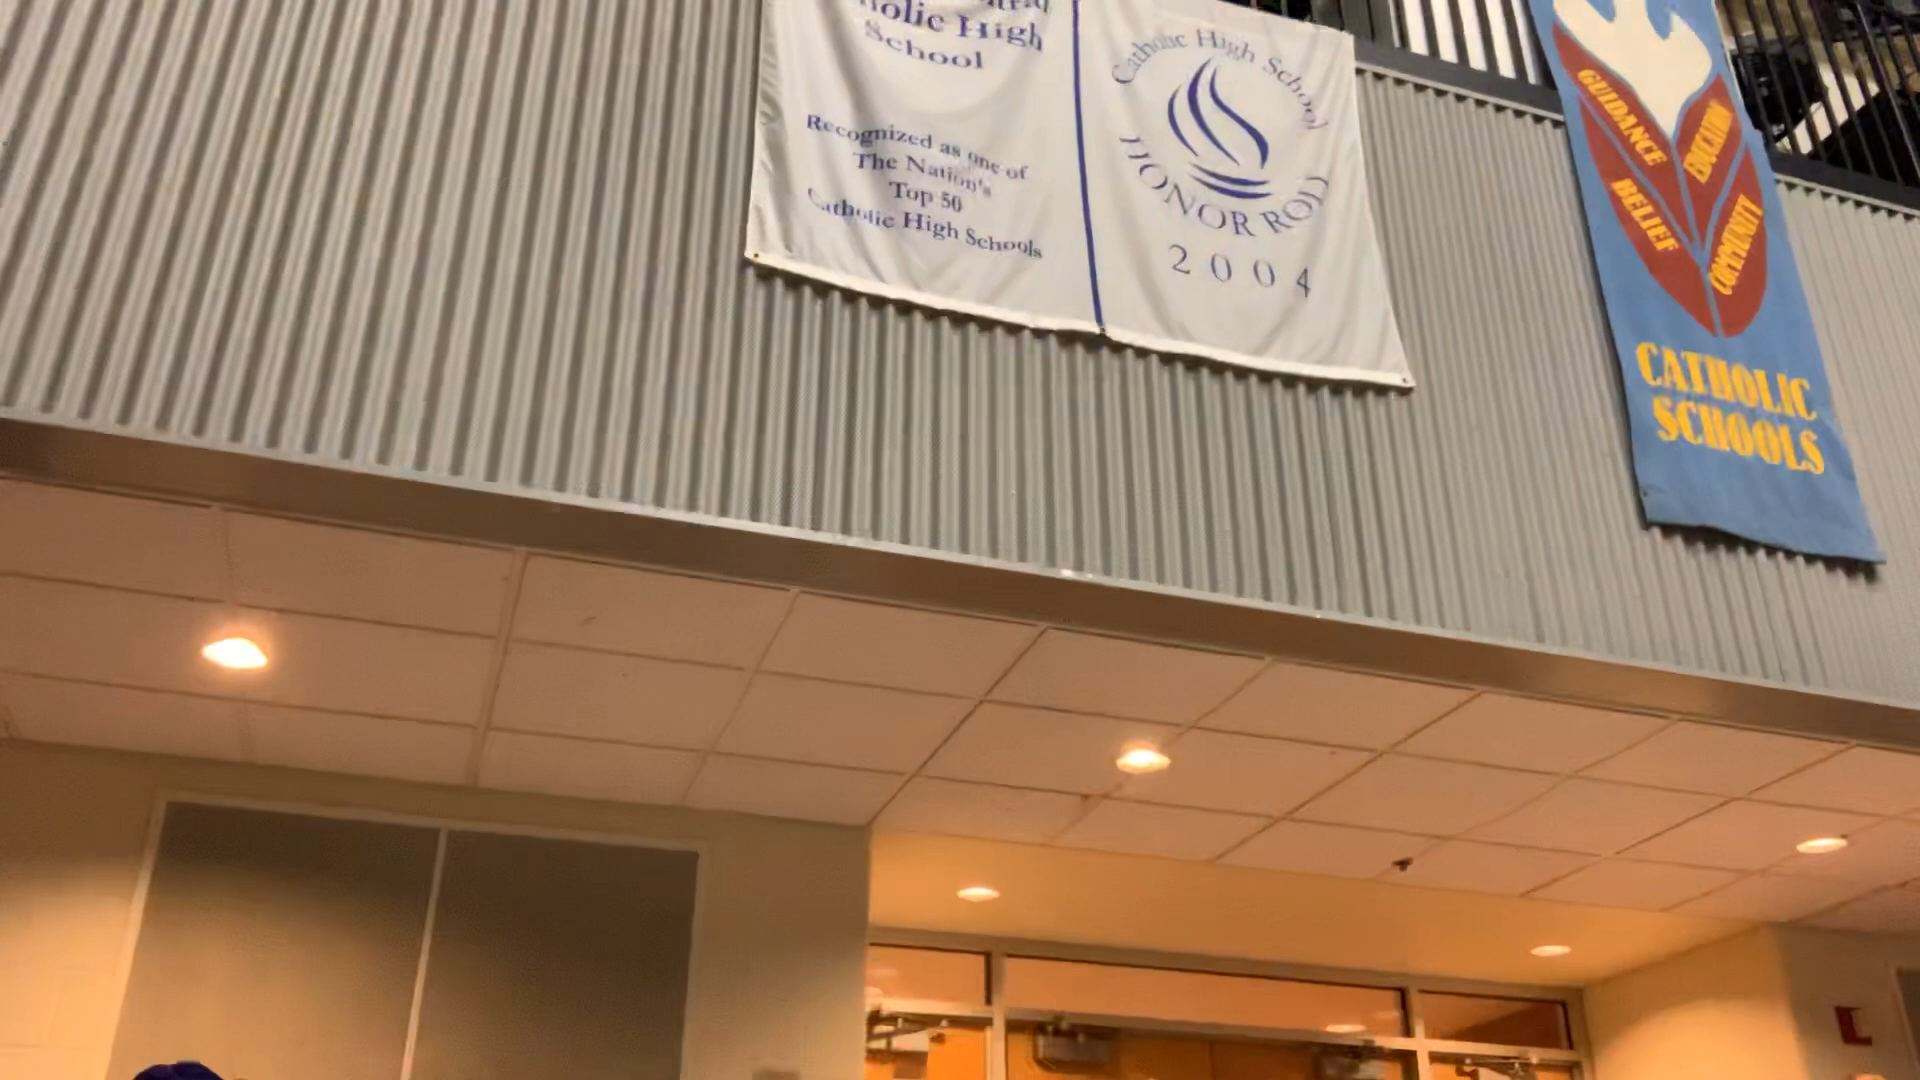 High
School
Recognized as one of
The Nation's
Top 50
Catholic High Schools
Catholic High School
HONOR ROLL
2004
GUIDANCE
EDUCATION
BELIEF
COMMUNITY
CATHOLIC
SCHOOLS